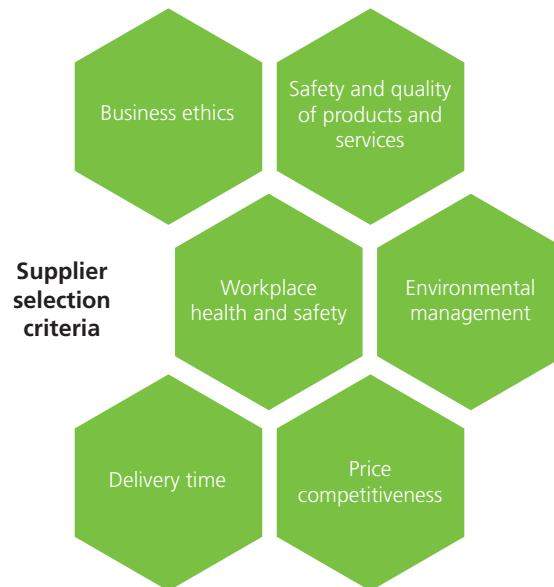 Business ethics
Safety and quality
of products and
services
Supplier
selection
criteria
Workplace
health and safety
Environmental
management
Delivery time
Price
competitiveness